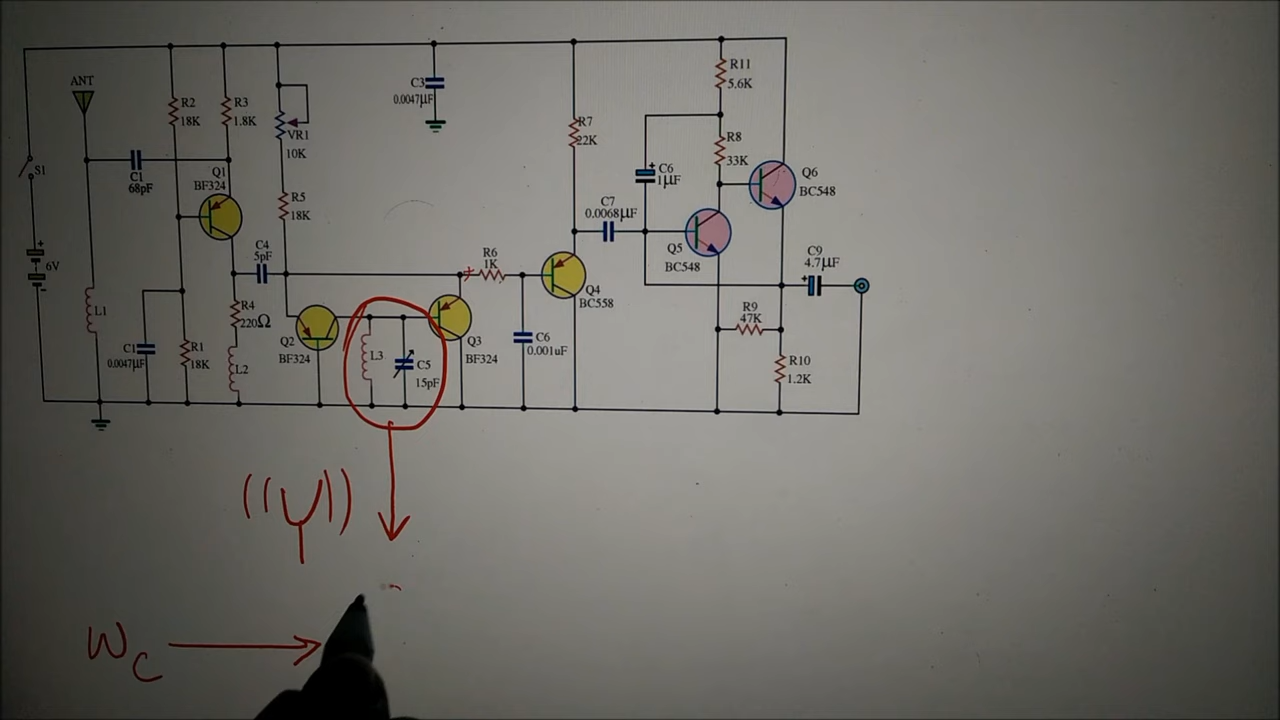 ANT
S1
6V
L1
C1
68pF
R2
18K
R3
1.8K
Q1
BF324
C1
0.0047µF
R1
18K
R4
220Ω
L2
C4
5pF
VR1
10K
R5
18K
Q2
BF324
L3
C5
15pF
C3
0.0047µF
Q3
BF324
R6
1K
C6
0.001uF
Q4
BC558
R7
22K
C7
0.0068µF
C6
1µF
Q5
BC548
R11
5.6K
R8
33K
Q6
BC548
C9
4.7µF
R9
47K
R10
1.2K
((Y))
Wc